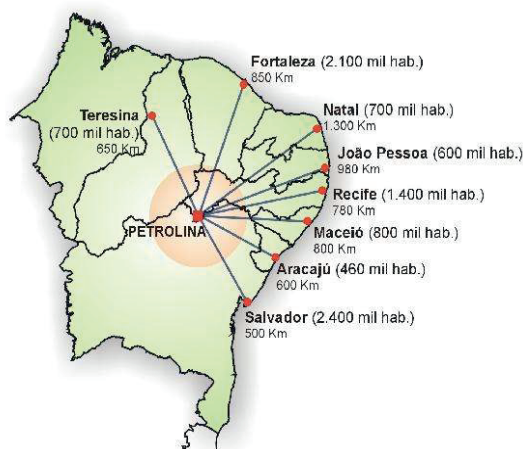 Fortaleza (2.100 mil hab.)
850 Km
Teresina
(700 mil hab.)
650 Km
Natal (700 mil hab.)
1.300 Km
João Pessoa (600 mil hab.)
980 Km
Recife (1.400 mil hab.)
780 Km
PETROLINA
Maceió (800 mil hab.)
800 Km
Aracajú (460 mil hab.)
600 Km
Salvador (2.400 mil hab.)
500 Km